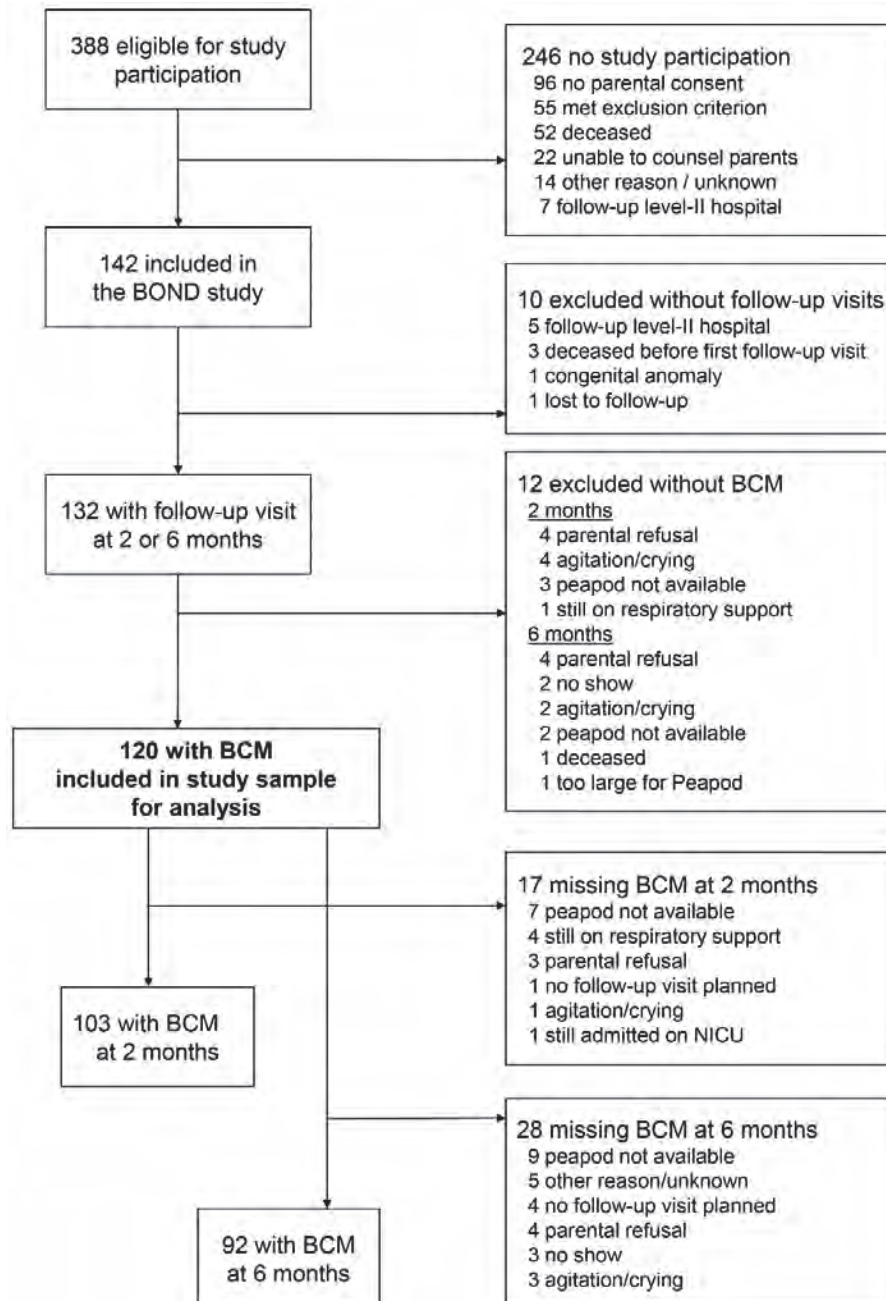 388 eligible for study
participation
246 no study participation
96 no parental consent
55 met exclusion criterion
52 deceased
22 unable to counsel parents
14 other reason / unknown
7 follow-up level-II hospital
142 included in
the BOND study
10 excluded without follow-up visits
5 follow-up level-II hospital
3 deceased before first follow-up visit
1 congenital anomaly
1 lost to follow-up
132 with follow-up visit
at 2 or 6 months
12 excluded without BCM
2 months
4 parental refusal
4 agitation/crying
3 peapod not available
1 still on respiratory support
6 months
4 parental refusal
2 no show
2 agitation/crying
2 peapod not available
1 deceased
1 too large for Peapod
120 with BCM
included in study sample
for analysis
17 missing BCM at 2 months
7 peapod not available
4 still on respiratory support
3 parental refusal
1 no follow-up visit planned
1 agitation/crying
1 still admitted on NICU
103 with BCM
at 2 months
28 missing BCM at 6 months
9 peapod not available
5 other reason/unknown
4 no follow-up visit planned
4 parental refusal
3 no show
3 agitation/crying
92 with BCM
at 6 months